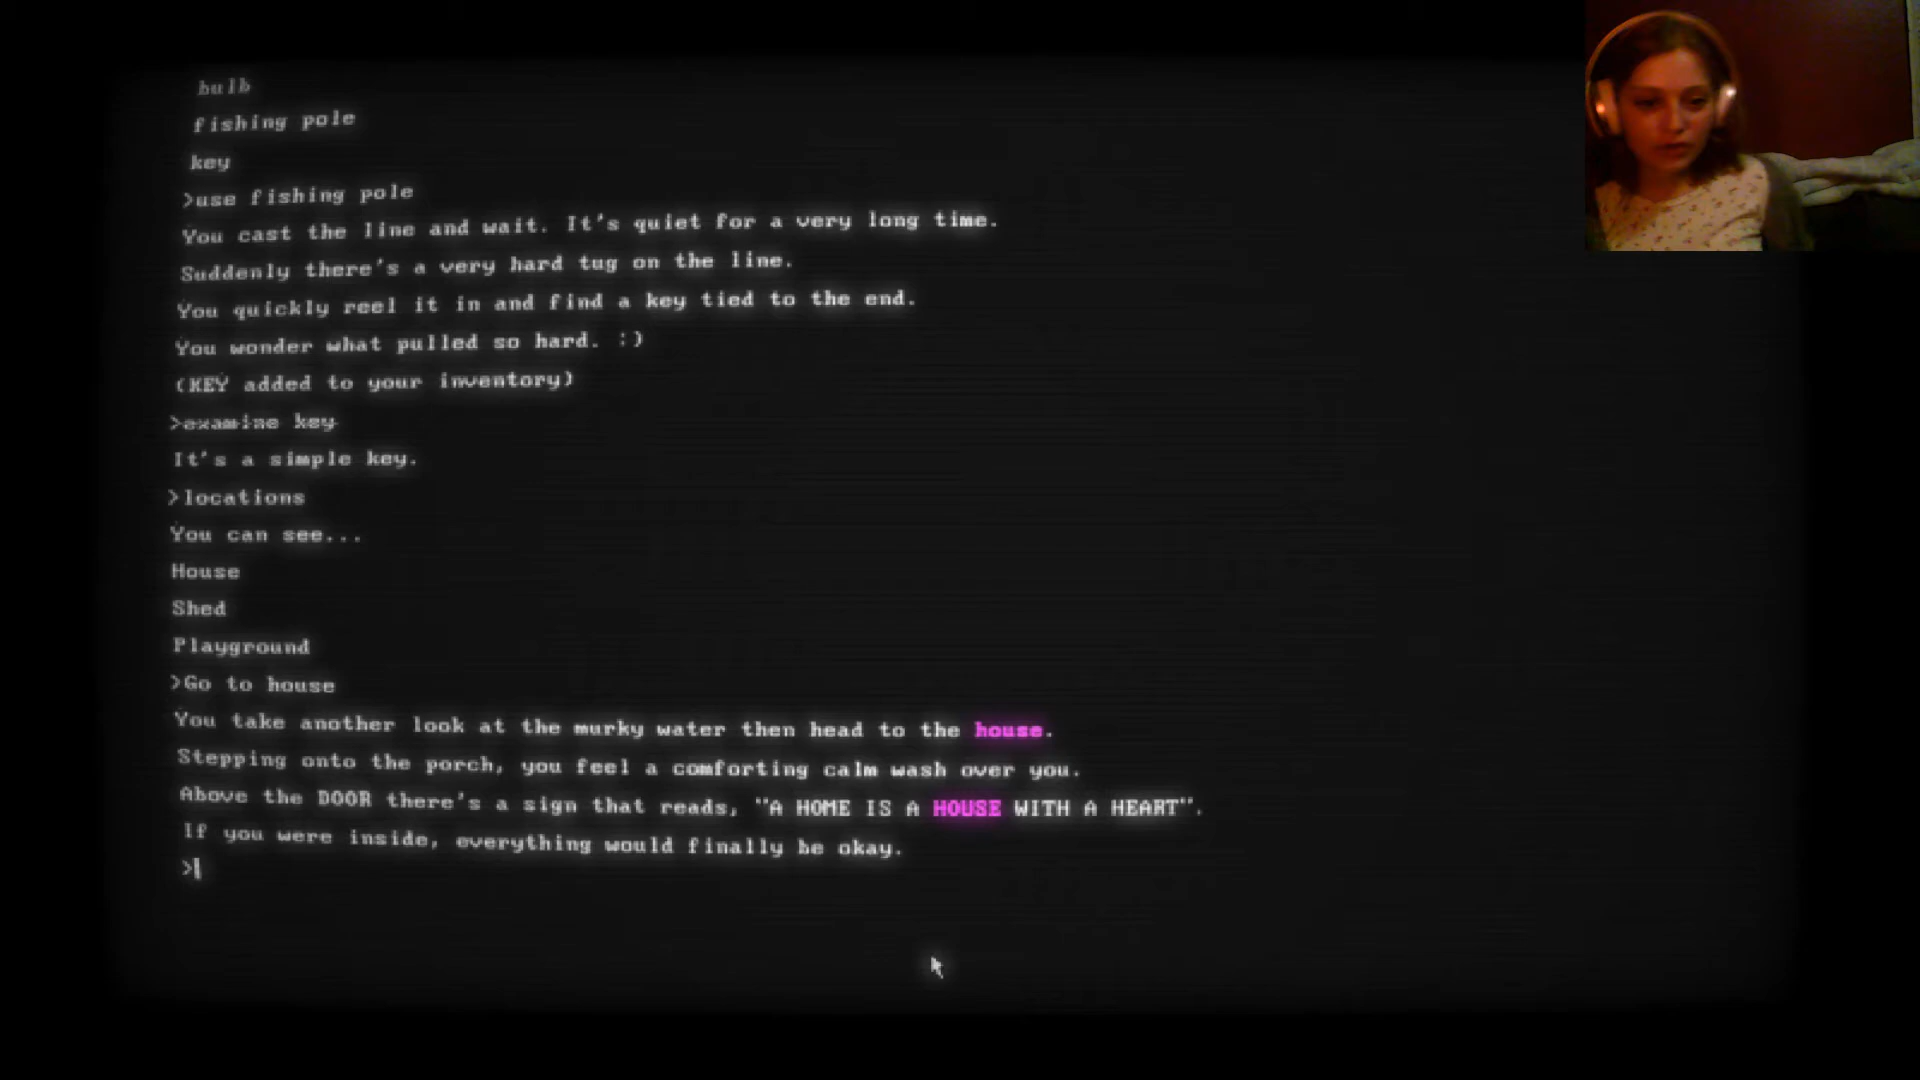 bulb
fishing pole
key
>use fishing pole
You cast the line and wait. It's quiet for a very long time.
Suddenly there's a very hard tug on the line.
You quickly reel it in and find a key tied to the end.
You wonder what pulled so hard. :)
(KEY added to your inventory)
>examine key
It's a simple key.
>locations
You can see...
House
Shed
Playground
>Go to house
You take another look at the murky water then head to the house.
Stepping onto the porch, you feel a comforting calm wash over you.
Above the DOOR there's a sign that reads, "A HOME IS A HOUSE WITH A HEART".
If you were inside, everything would finally be okay.
>